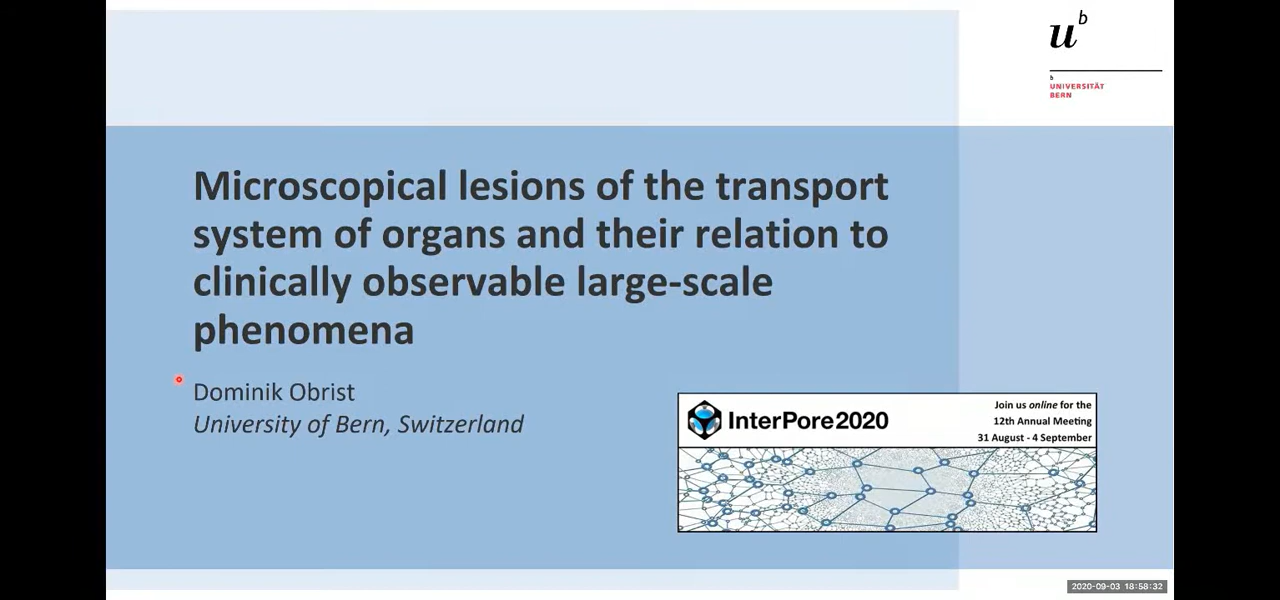 u^b
b
UNIVERSITÄT
BERN
Microscopical lesions of the transport
system of organs and their relation to
clinically observable large-scale
phenomena
Dominik Obrist
University of Bern, Switzerland
InterPore2020
Join us online for the
12th Annual Meeting
31 August - 4 September
2020-09-03 18:58:32